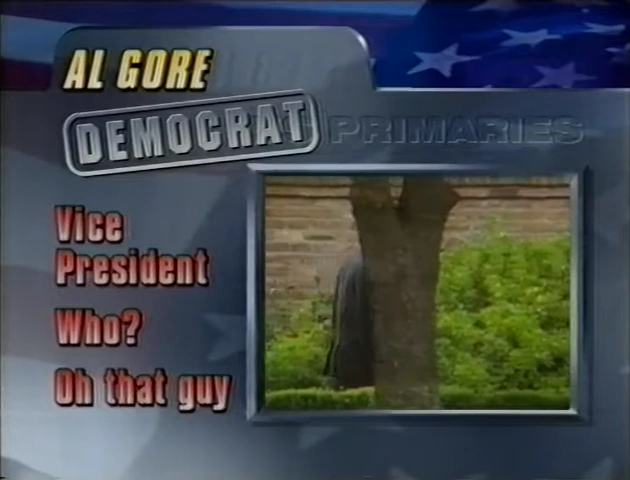 AL GORE
DEMOCRAT PRIMARIES
Vice
President
Who?
Oh that guy